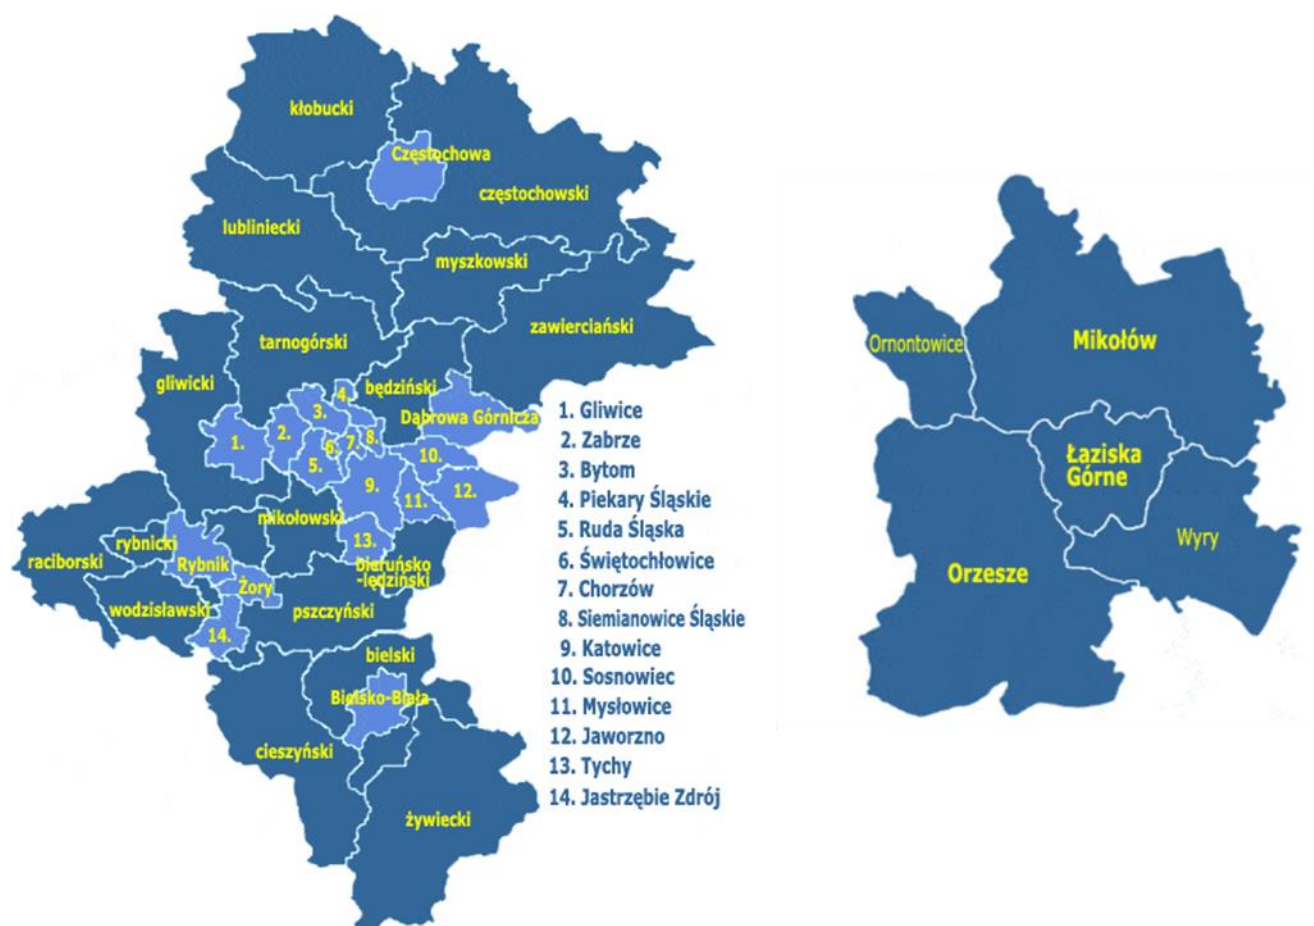 kłobucki
Częstochowa
częstochowski
lubliniecki
myszkowski
zawierciański
tarnogórski
gliwicki
będziński
4.
3.
Dąbrowa Górnicza
1.
2.
6.
7.
8.
5.
10.
9.
11.
12.
mikołowski
13.
rybnicki
Rybnik
raciborski
bieruńsko
-lędziński
Żory
wodzisławski
pszczyński
14.
bielski
Bielsko-Biała
cieszyński
żywiecki
1. Gliwice
2. Zabrze
3. Bytom
4. Piekary Śląskie
5. Ruda Śląska
6. Świętochłowice
7. Chorzów
8. Siemianowice Śląskie
9. Katowice
10. Sosnowiec
11. Mysłowice
12. Jaworzno
13. Tychy
14. Jastrzębie Zdrój
Ornontowice
Mikołów
Łaziska
Górne
Wyry
Orzesze